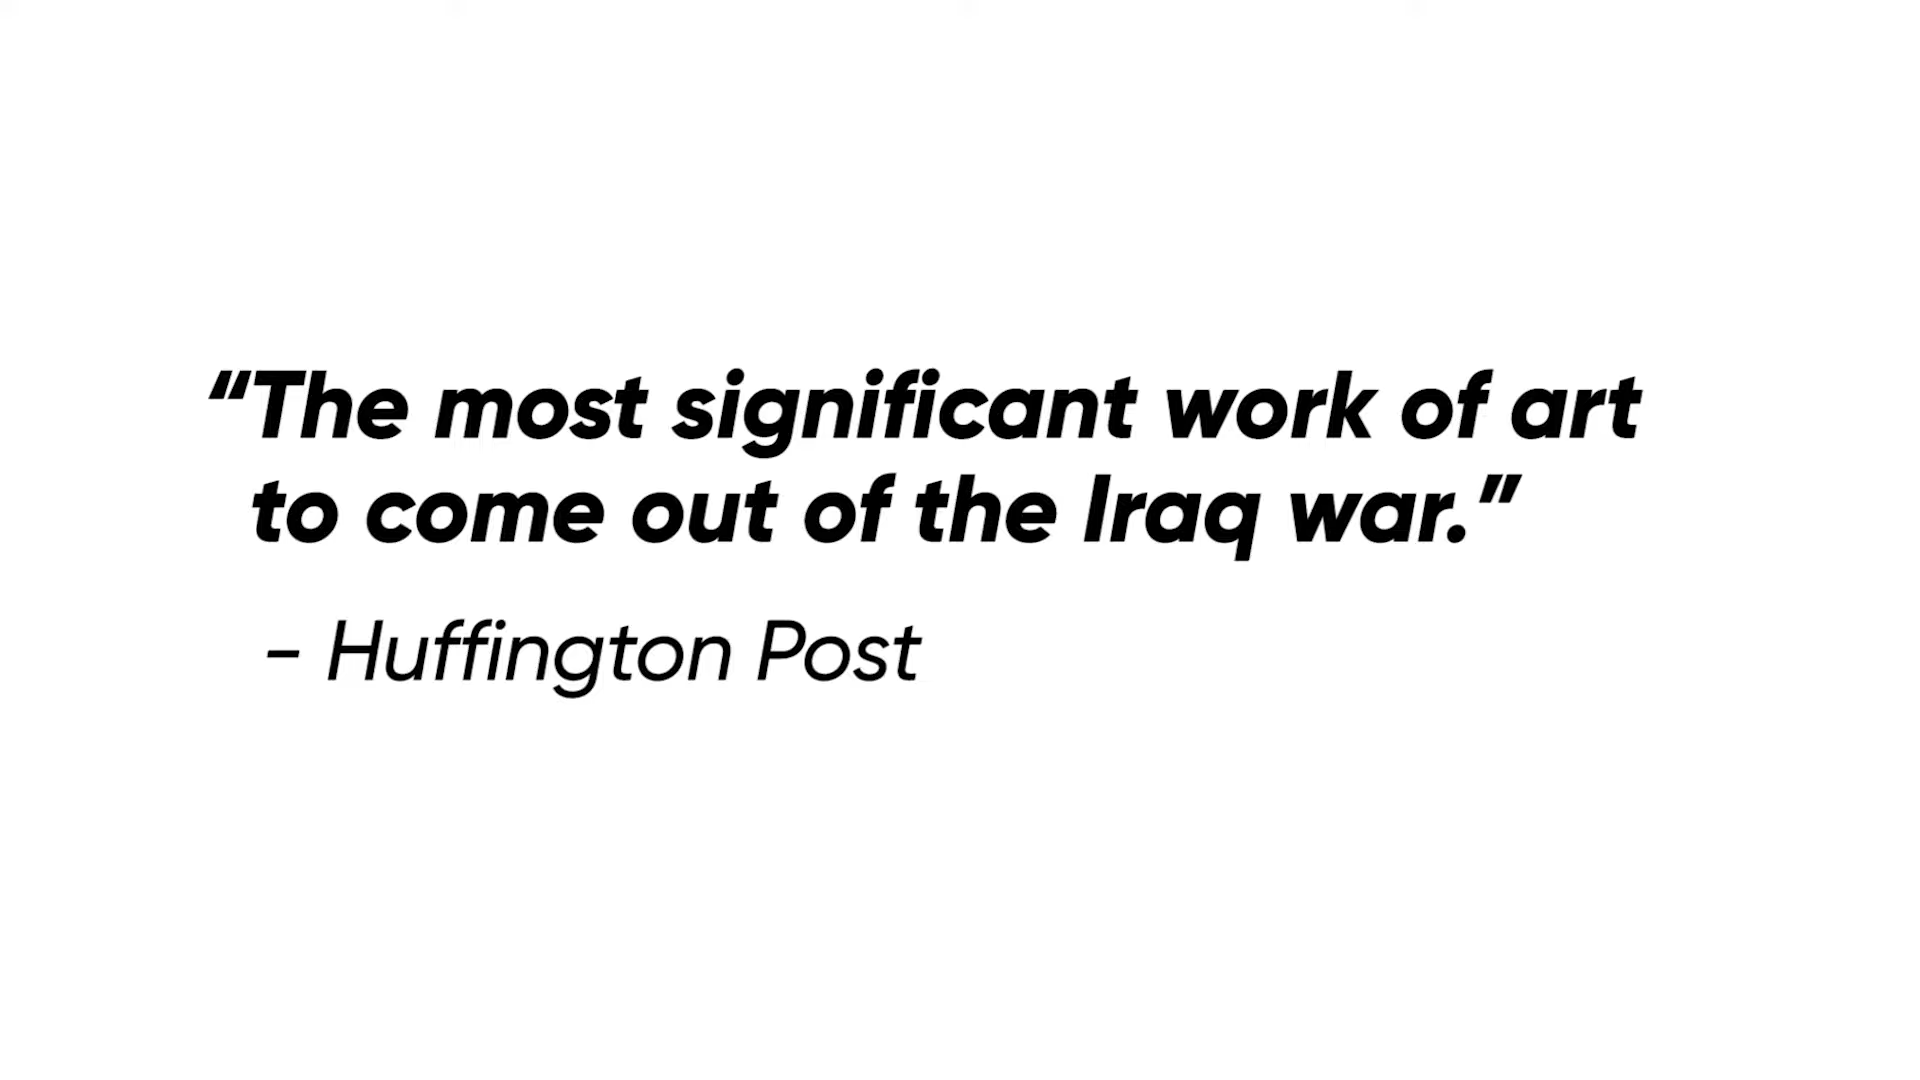 “The most significant work of art
to come out of the Iraq war.”
- Huffington Post